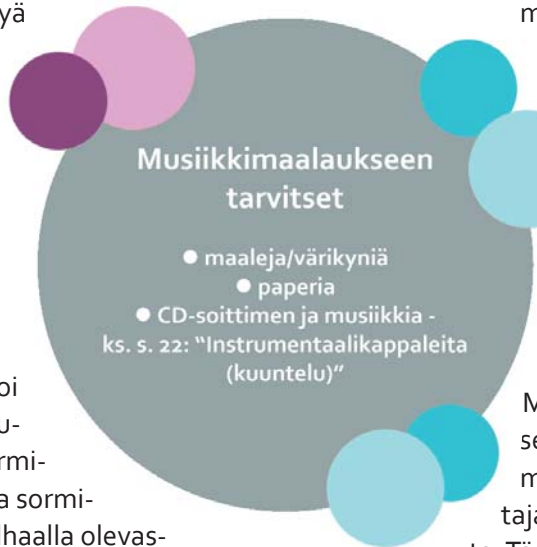 Musiikkimaalaukseen
tarvitset
● maaleja/värikyniä
● paperia
● CD-soittimen ja musiikkia -
ks. s. 22: "Instrumentaalikappaleita
(kuuntelu)"